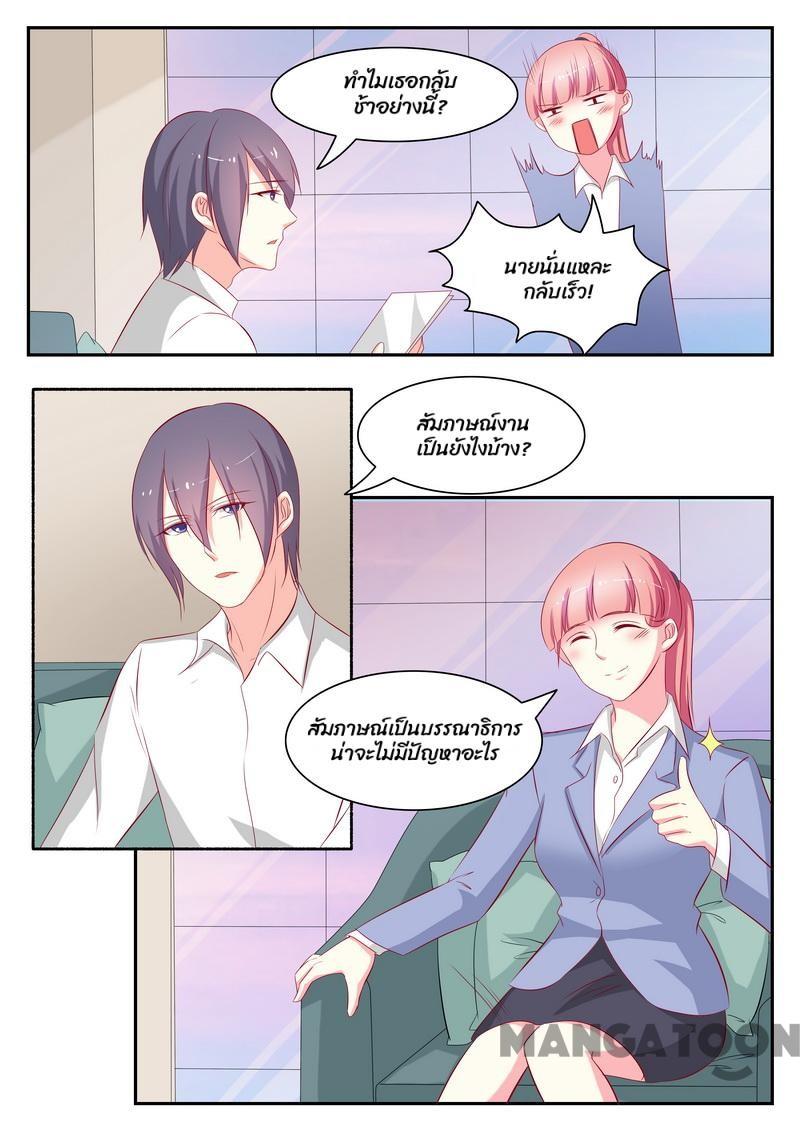 ทำไมเธอกลับ
ช้าอย่างนี้?
นายนั่นแหละ
กลับเร็ว!
สัมภาษณ์งาน
เป็นยังไงบ้าง?
สัมภาษณ์เป็นบรรณาธิการ
น่าจะไม่มีปัญหาอะไร
MANGATOON